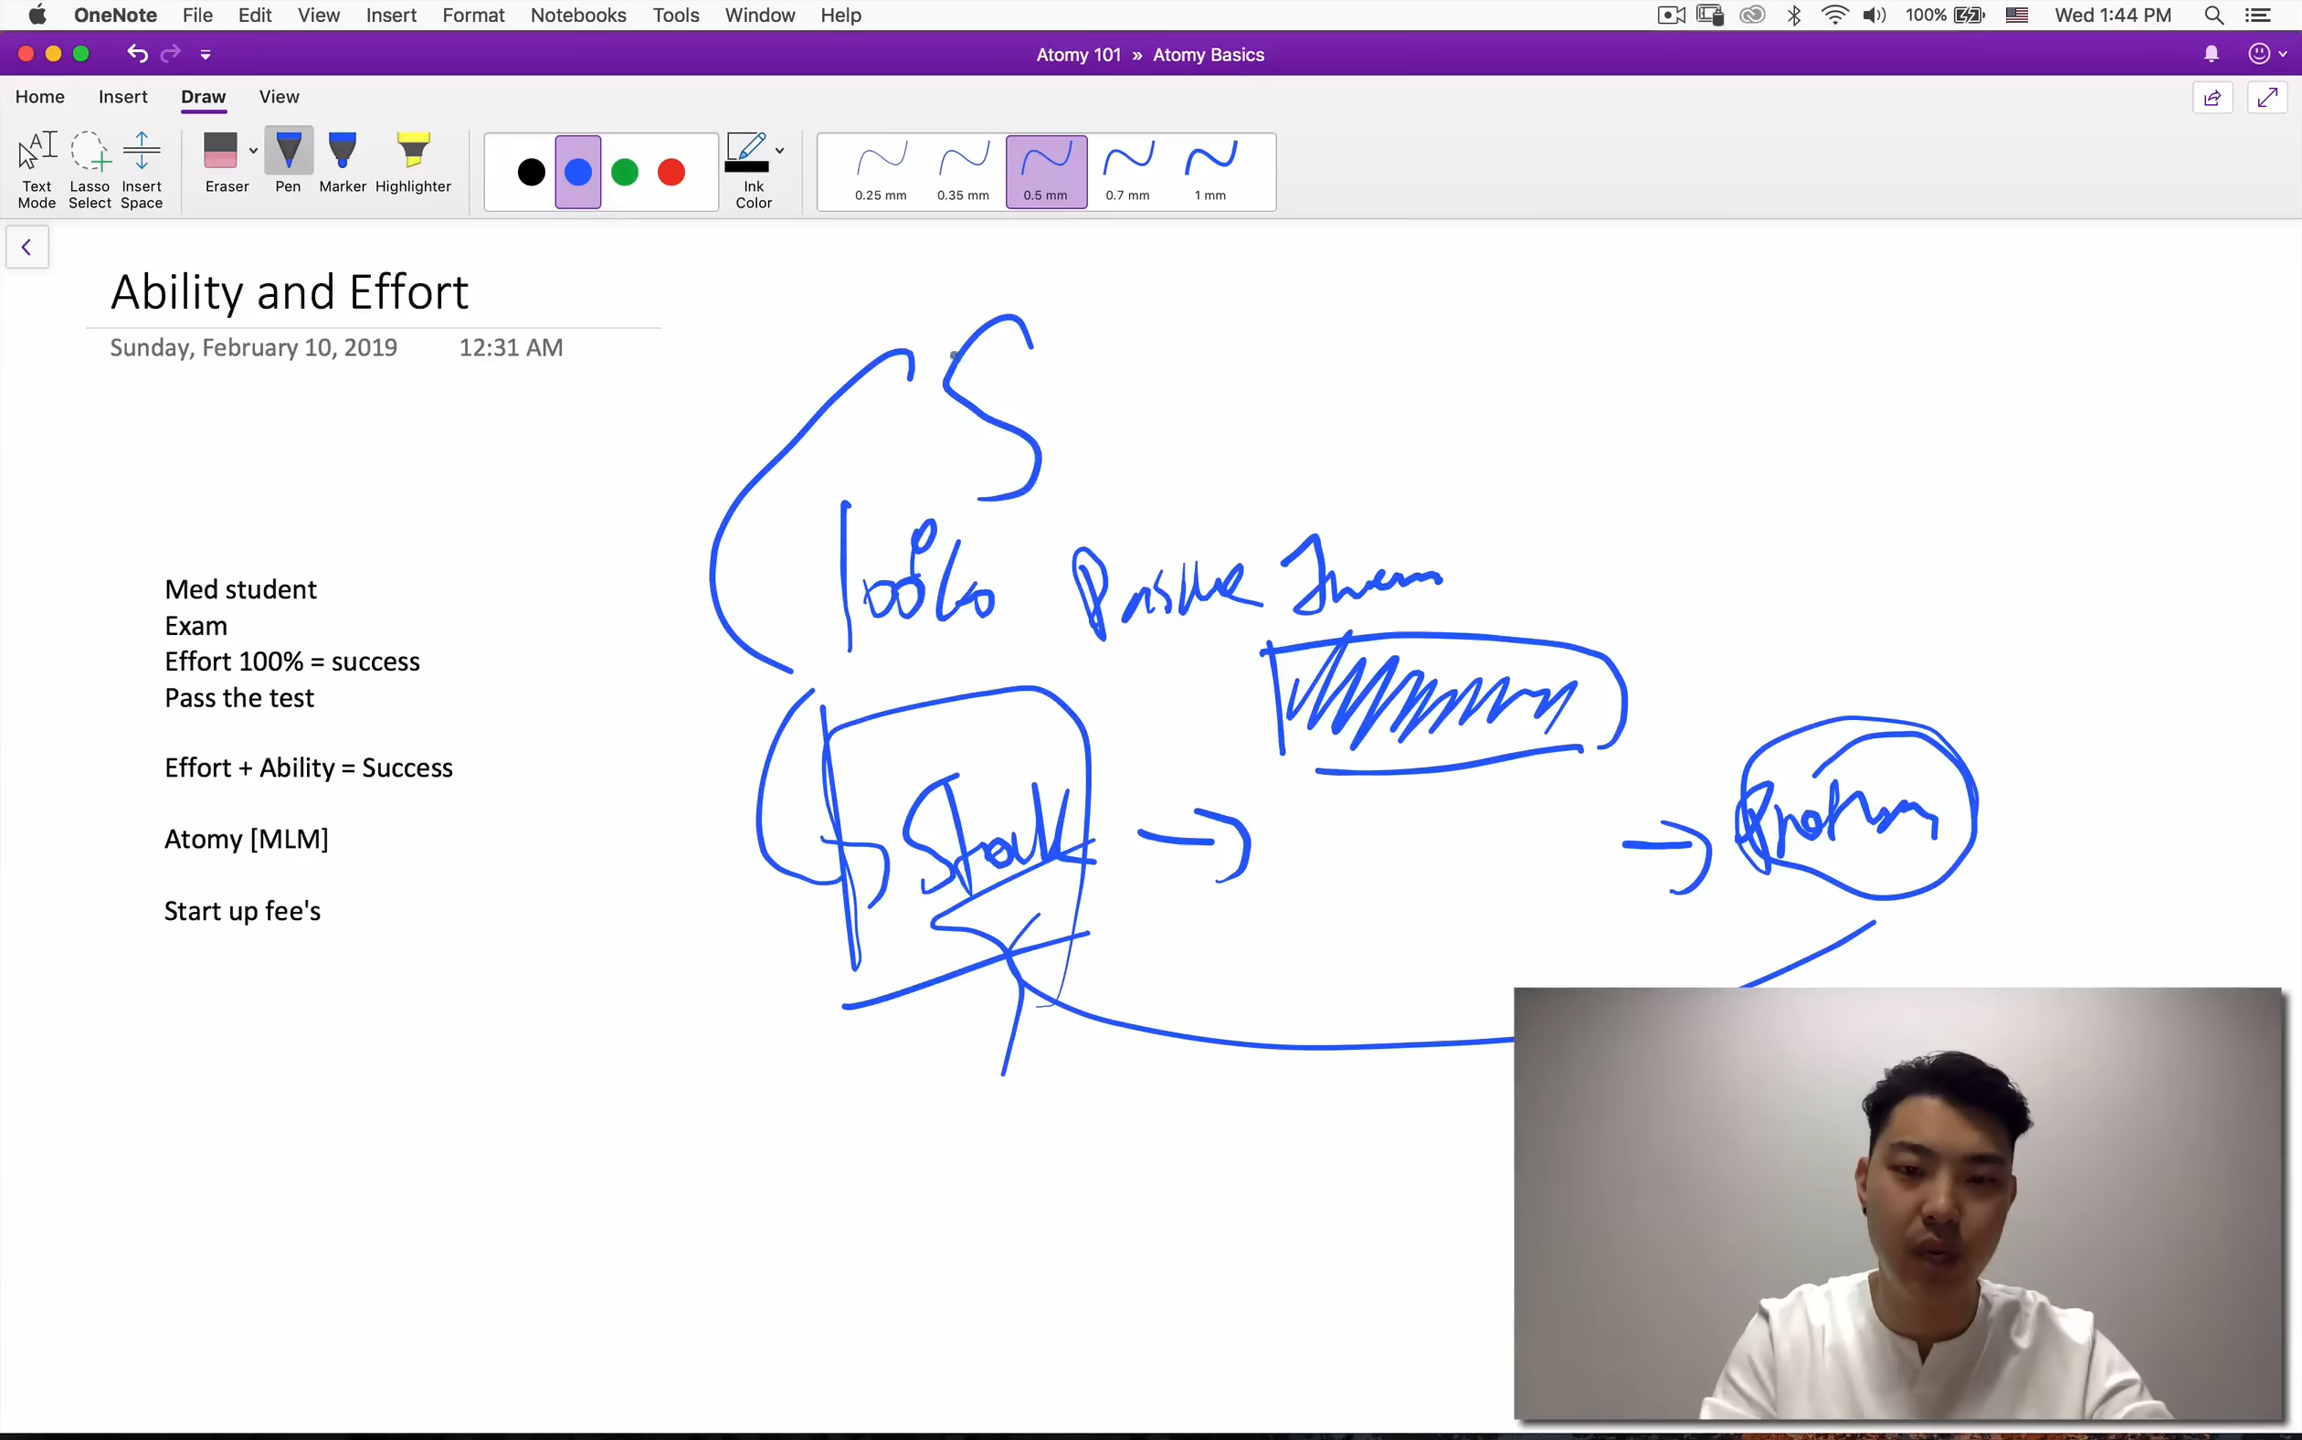 OneNote File Edit View Insert Format Notebooks Tools Window Help 100% Wed 1:44 PM
Atomy 101 » Atomy Basics
Home Insert Draw View
Text Mode Lasso Select Insert Space Eraser Pen Marker Highlighter Ink Color 0.25 mm 0.35 mm 0.5 mm 0.7 mm 1 mm
Ability and Effort
Sunday, February 10, 2019 12:31 AM
S
100%
Med student
Exam
Effort 100% = success
Pass the test
Effort + Ability = Success
Atomy [MLM]
Start up fee's